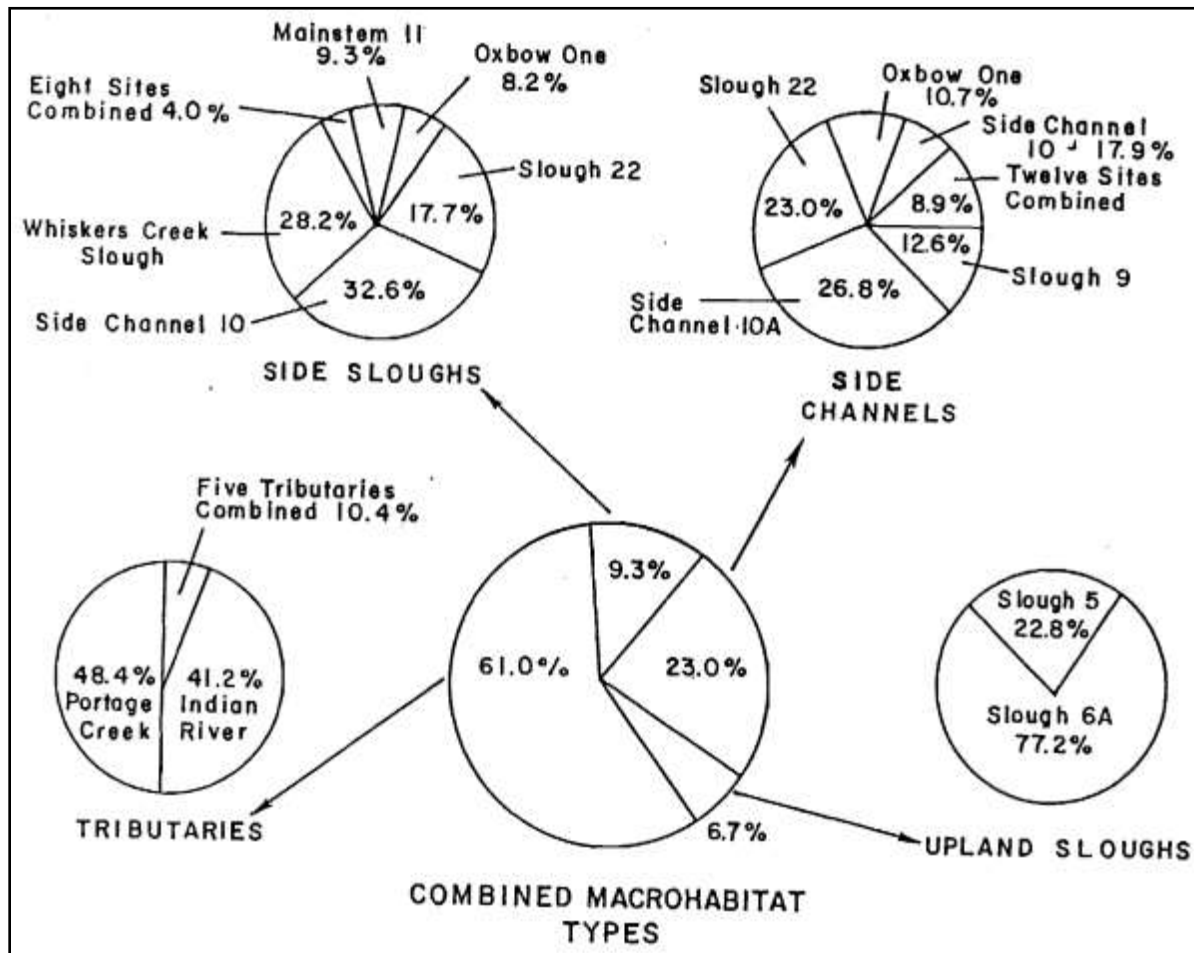 Mainstem 11
9.3%
Oxbow One
8.2%
Eight Sites
Combined 4.0%
Slough 22
17.7%
28.2%
Whiskers Creek
Slough
32.6%
Side Channel 10
SIDE SLOUGHS
Slough 22
Oxbow One
10.7%
Side Channel
10 - 17.9%
Twelve Sites
Combined
8.9%
23.0%
12.6%
Slough 9
26.8%
Side
Channel 10A
SIDE
CHANNELS
Five Tributaries
Combined 10.4%
48.4%
Portage
Creek
41.2%
Indian
River
TRIBUTARIES
9.3%
61.0%
23.0%
6.7%
COMBINED MACROHABITAT
TYPES
Slough 5
22.8%
Slough 6A
77.2%
UPLAND SLOUGHS